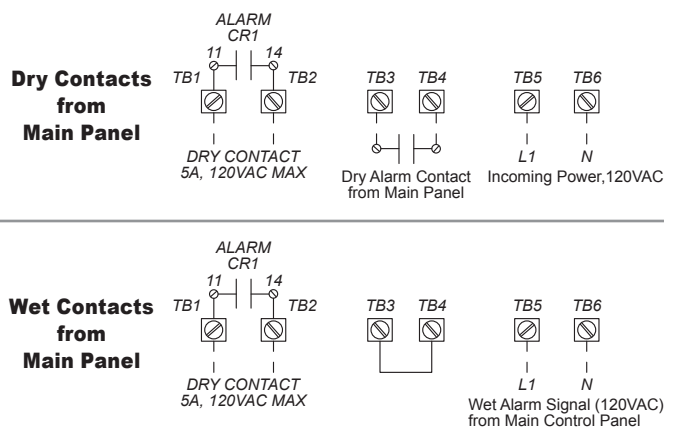 ALARM
CR1
11 14
Dry Contacts
from
Main Panel
TB1 TB2 TB3 TB4 TB5 TB6
DRY CONTACT
5A, 120VAC MAX
Dry Alarm Contact
from Main Panel
L1 N
Incoming Power,120VAC
ALARM
CR1
11 14
Wet Contacts
from
Main Panel
TB1 TB2 TB3 TB4 TB5 TB6
DRY CONTACT
5A, 120VAC MAX
L1 N
Wet Alarm Signal (120VAC)
from Main Control Panel